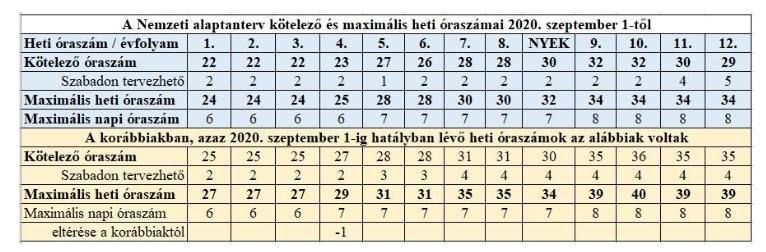 A Nemzeti alaptanterv kötelező és maximális heti óraszámai 2020. szeptember 1-től
Heti óraszám / évfolyam 1. 2. 3. 4. 5. 6. 7. 8. NYEK 9. 10. 11. 12.
Kötelező óraszám 22 22 22 23 27 26 28 28 30 32 32 30 29
Szabadon tervezhető 2 2 2 2 1 2 2 2 2 2 2 4 5
Maximális heti óraszám 24 24 24 25 28 28 30 30 32 34 34 34 34
Maximális napi óraszám 6 6 6 6 7 7 7 7 7 8 8 8 8
A korábbiakban, azaz 2020. szeptember 1-ig hatályban lévő heti óraszámok az alábbiak voltak
Kötelező óraszám 25 25 25 27 28 28 31 31 30 35 36 35 35
Szabadon tervezhető 2 2 2 2 3 3 4 4 4 4 4 4 4
Maximális heti óraszám 27 27 27 29 31 31 35 35 34 39 40 39 39
Maximális napi óraszám 6 6 6 7 7 7 7 7 7 8 8 8 8
eltérése a korábbiaktól -1